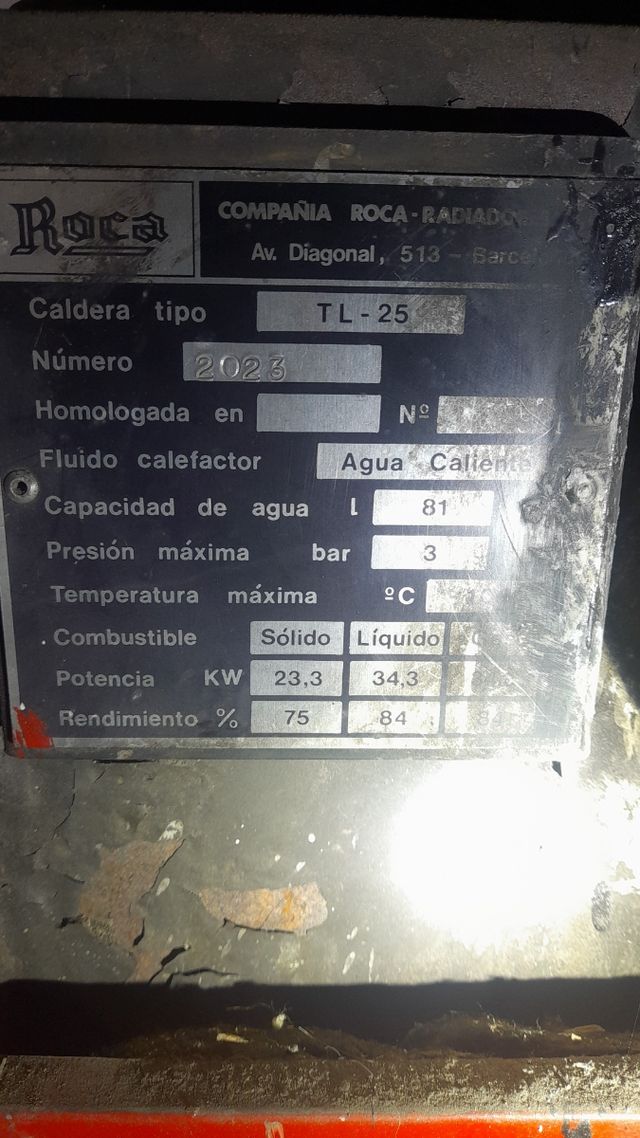 Roca
COMPAÑIA ROCA-RADIADO
Av. Diagonal, 513 - Barcel
Caldera tipo TL-25
Número 2023
Homologada en Nº
Fluido calefactor Agua Caliente
Capacidad de agua l 81
Presión máxima bar 3
Temperatura máxima ºC
Combustible Sólido Líquido
Potencia KW 23,3 34,3
Rendimiento % 75 84 84